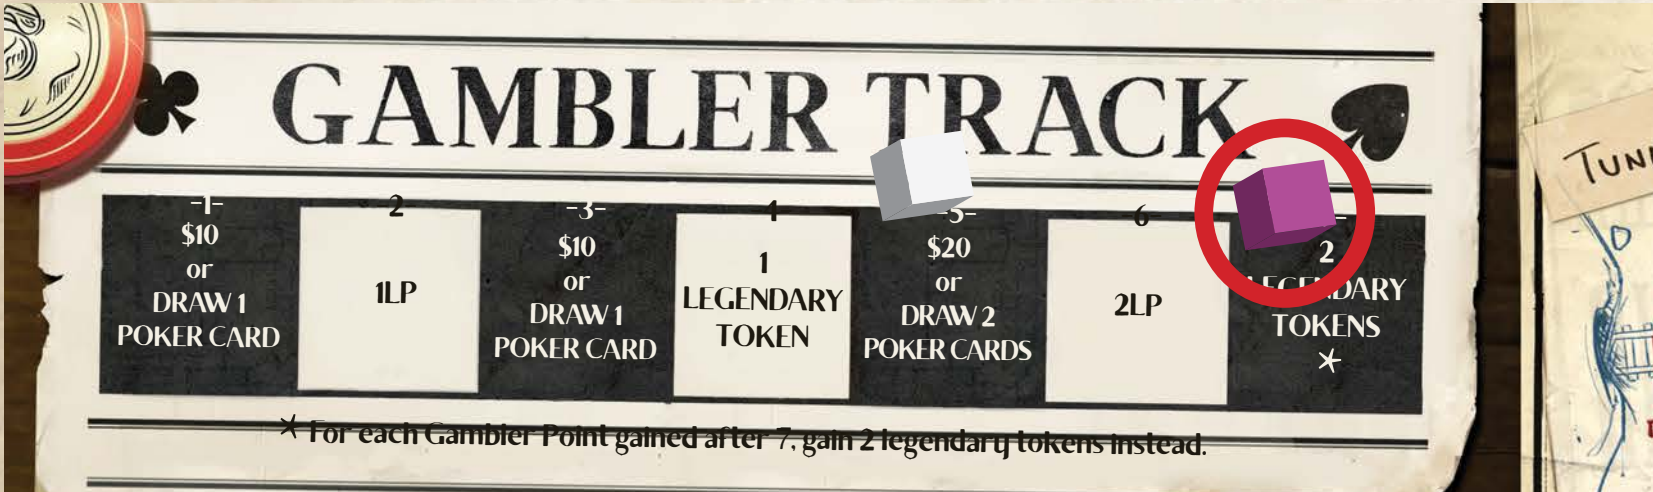 GAMBLER TRACK
-1-
$10
or
DRAW 1
POKER CARD
2
1LP
-3-
$10
or
DRAW 1
POKER CARD
4
1
LEGENDARY
TOKEN
-5-
$20
or
DRAW 2
POKER CARDS
6
2LP
2
LEGENDARY
TOKENS
*
* For each Gambler Point gained after 7, gain 2 legendary tokens instead.